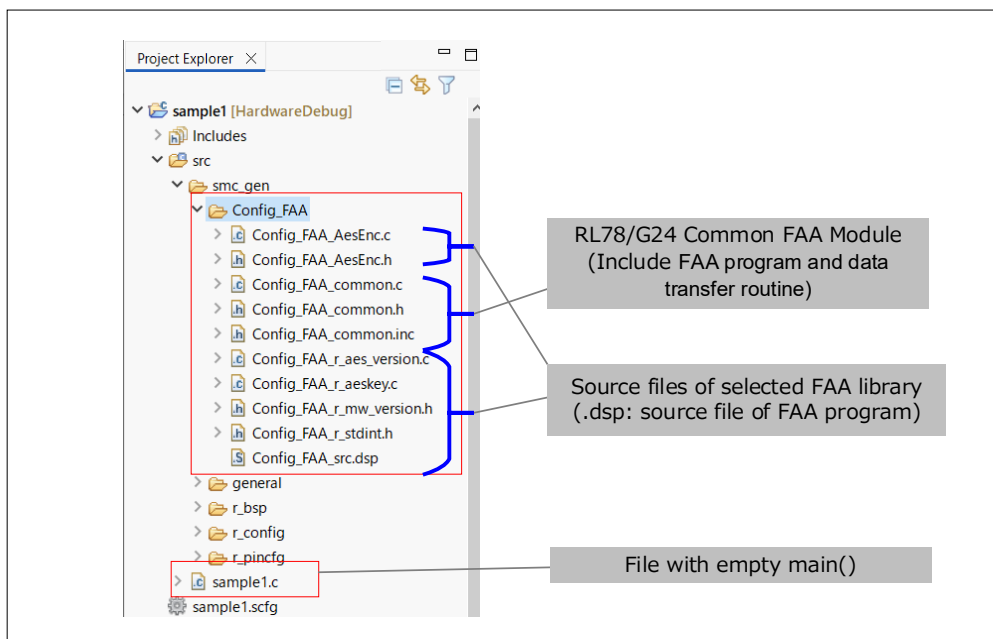 Project Explorer
sample1 [HardwareDebug]
Includes
src
smc_gen
Config_FAA
Config_FAA_AesEnc.c
Config_FAA_AesEnc.h
Config_FAA_common.c
Config_FAA_common.h
Config_FAA_common.inc
Config_FAA_r_aes_version.c
Config_FAA_r_aeskey.c
Config_FAA_r_mw_version.h
Config_FAA_r_stdint.h
Config_FAA_src.dsp
general
r_bsp
r_config
r_pincfg
sample1.c
sample1.scfg
RL78/G24 Common FAA Module
(Include FAA program and data
transfer routine)
Source files of selected FAA library
(.dsp: source file of FAA program)
File with empty main()